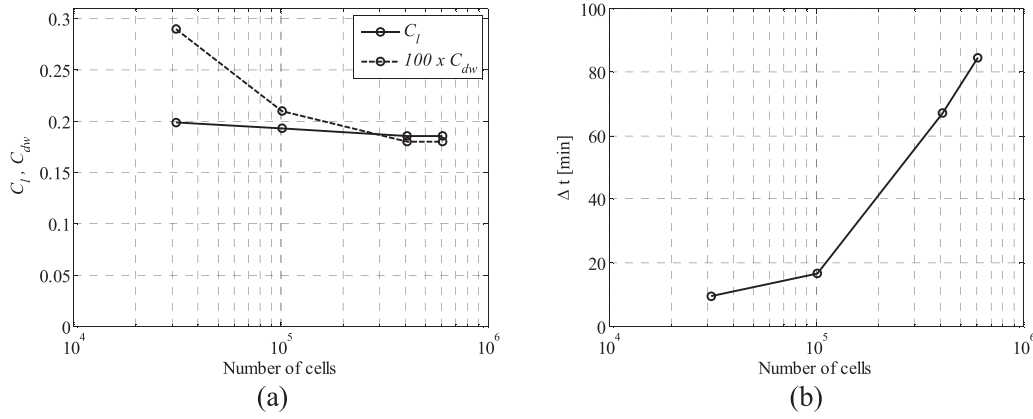 0.3
0.25
0.2
0.15
0.1
0.05
0
C_l , C_dw
C_l
100 x C_dw
10^4
10^5
10^6
Number of cells
(a)
100
80
60
40
20
0
Δ t [min]
10^4
10^5
10^6
Number of cells
(b)